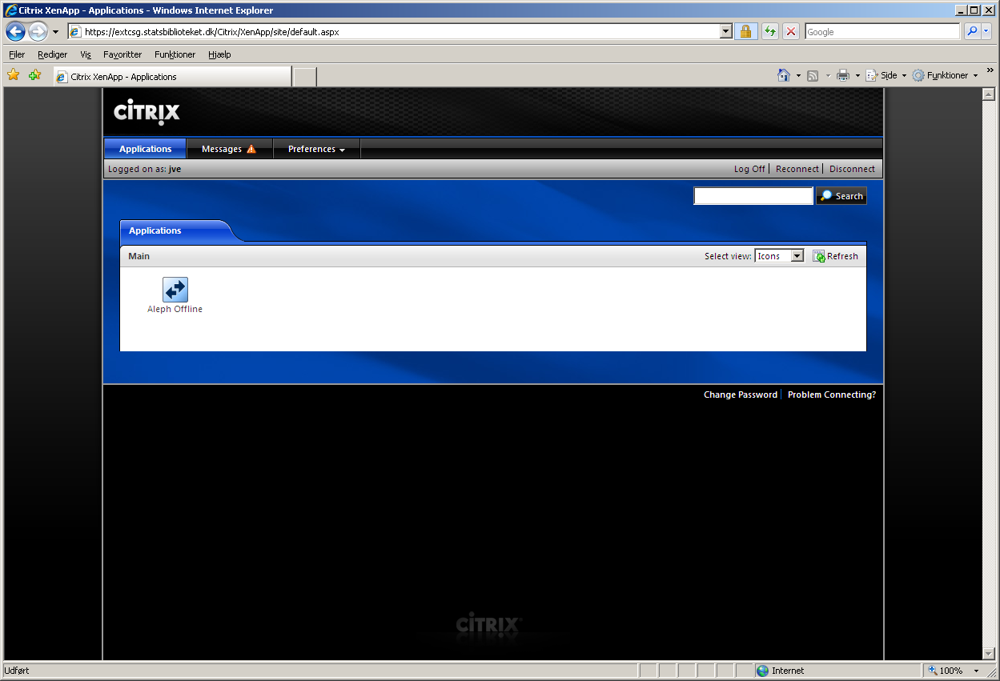 Citrix XenApp - Applications - Windows Internet Explorer
https://extcsg.statsbiblioteket.dk/Citrix/XenApp/site/default.aspx
Google
Filer Rediger Vis Favoritter Funktioner Hjælp
Citrix XenApp - Applications
Side Funktioner »
CITRIX
Applications Messages Preferences
Logged on as: jve Log Off Reconnect Disconnect
Search
Applications
Main Select view: Icons Refresh
Aleph Offline
Change Password Problem Connecting?
CITRIX
Udført Internet 100%